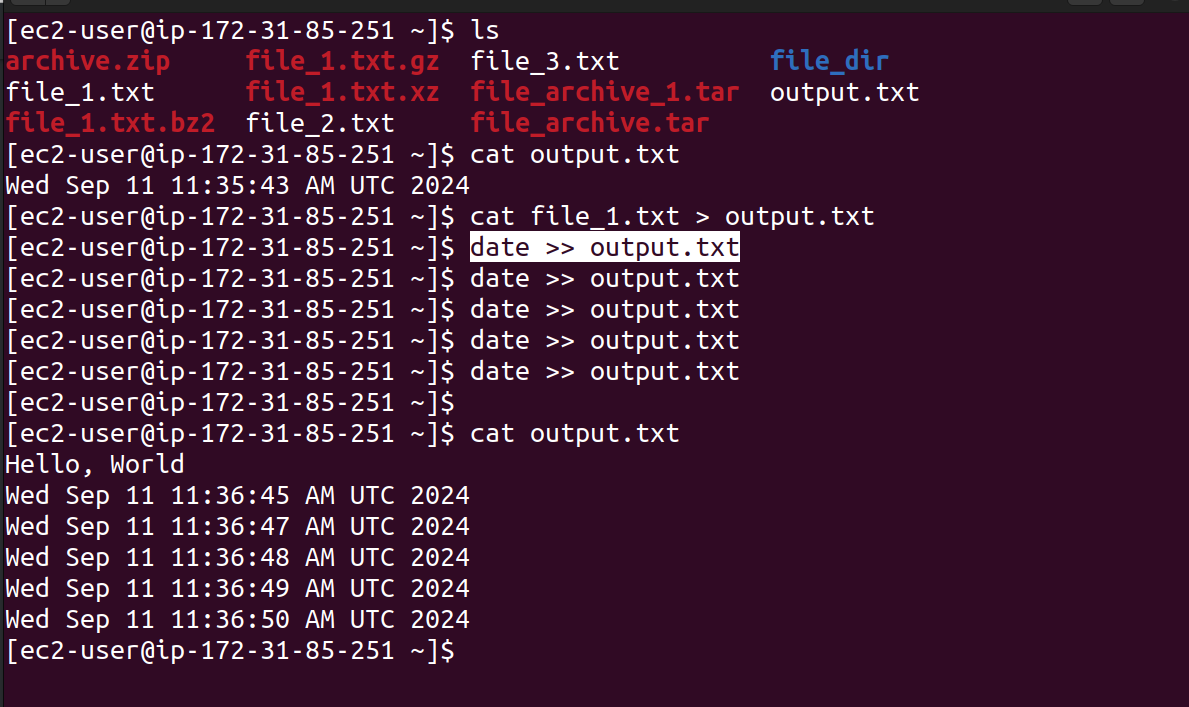 [ec2-user@ip-172-31-85-251 ~]$ ls
archive.zip     file_1.txt.gz  file_3.txt          file_dir
file_1.txt      file_1.txt.xz  file_archive_1.tar  output.txt
file_1.txt.bz2  file_2.txt     file_archive.tar
[ec2-user@ip-172-31-85-251 ~]$ cat output.txt
Wed Sep 11 11:35:43 AM UTC 2024
[ec2-user@ip-172-31-85-251 ~]$ cat file_1.txt > output.txt
[ec2-user@ip-172-31-85-251 ~]$ date >> output.txt
[ec2-user@ip-172-31-85-251 ~]$ date >> output.txt
[ec2-user@ip-172-31-85-251 ~]$ date >> output.txt
[ec2-user@ip-172-31-85-251 ~]$ date >> output.txt
[ec2-user@ip-172-31-85-251 ~]$ date >> output.txt
[ec2-user@ip-172-31-85-251 ~]$
[ec2-user@ip-172-31-85-251 ~]$ cat output.txt
Hello, World
Wed Sep 11 11:36:45 AM UTC 2024
Wed Sep 11 11:36:47 AM UTC 2024
Wed Sep 11 11:36:48 AM UTC 2024
Wed Sep 11 11:36:49 AM UTC 2024
Wed Sep 11 11:36:50 AM UTC 2024
[ec2-user@ip-172-31-85-251 ~]$